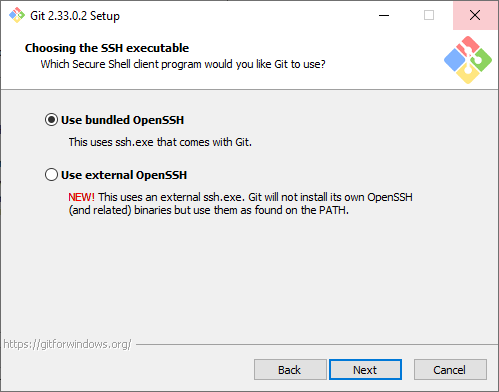 Git 2.33.0.2 Setup
Choosing the SSH executable
Which Secure Shell client program would you like Git to use?
Use bundled OpenSSH
This uses ssh.exe that comes with Git.
Use external OpenSSH
NEW! This uses an external ssh.exe. Git will not install its own OpenSSH
(and related) binaries but use them as found on the PATH.
https://gitforwindows.org/
Back Next Cancel